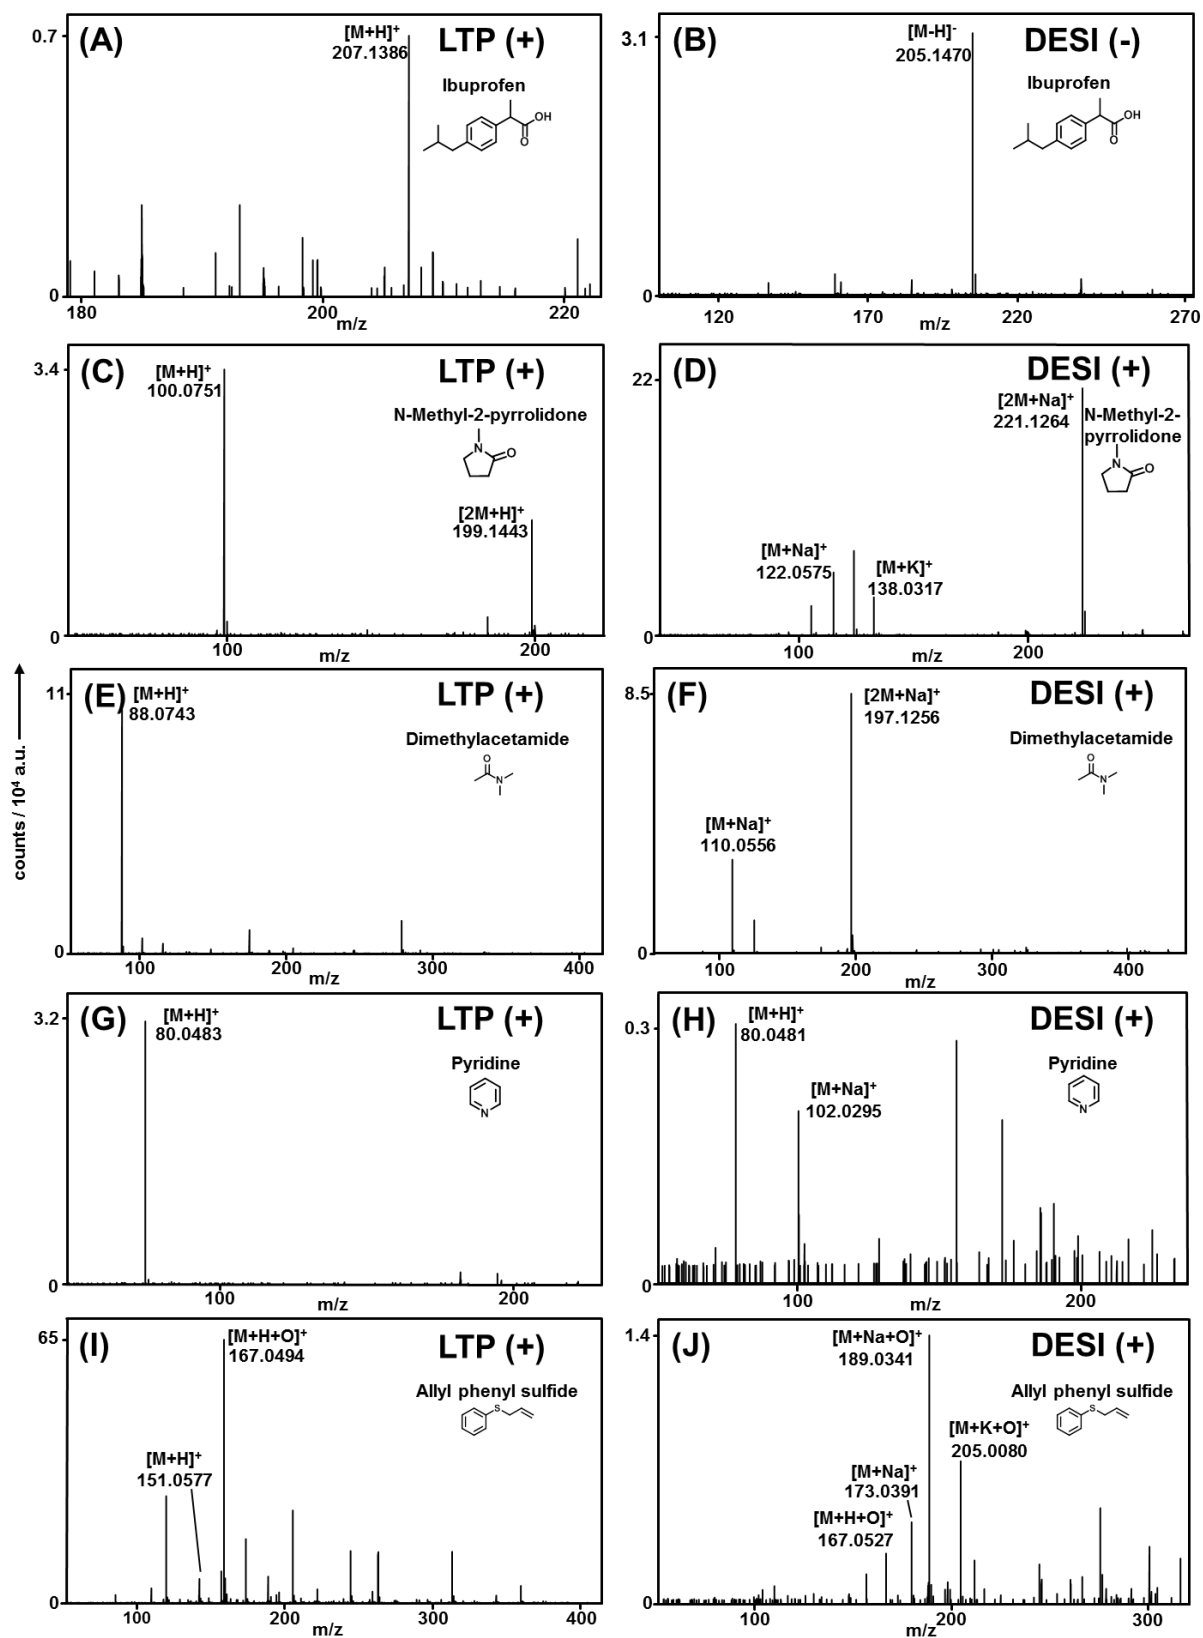 (A)
LTP (+)
[M+H]+
207.1386
Ibuprofen
OH
O
0.7
0
180
200
220
m/z
(B)
DESI (-)
[M-H]-
205.1470
Ibuprofen
OH
O
3.1
0
120
170
220
270
m/z
(C)
LTP (+)
[M+H]+
100.0751
N-Methyl-2-pyrrolidone
N
O
[2M+H]+
199.1443
3.4
0
100
200
m/z
(D)
DESI (+)
[2M+Na]+
221.1264
N-Methyl-2-
pyrrolidone
N
O
[M+Na]+
122.0575
[M+K]+
138.0317
22
0
100
200
m/z
counts / 10⁴ a.u.
(E)
LTP (+)
[M+H]+
88.0743
Dimethylacetamide
O
N
11
0
100
200
300
400
m/z
(F)
DESI (+)
[2M+Na]+
197.1256
Dimethylacetamide
O
N
[M+Na]+
110.0556
8.5
0
100
200
300
400
m/z
(G)
LTP (+)
[M+H]+
80.0483
Pyridine
N
3.2
0
100
200
m/z
(H)
DESI (+)
[M+H]+
80.0481
Pyridine
N
[M+Na]+
102.0295
0.3
0
100
200
m/z
(I)
LTP (+)
[M+H+O]+
167.0494
Allyl phenyl sulfide
S
[M+H]+
151.0577
65
0
100
200
300
400
m/z
(J)
DESI (+)
[M+Na+O]+
189.0341
Allyl phenyl sulfide
S
[M+K+O]+
205.0080
[M+Na]+
173.0391
[M+H+O]+
167.0527
1.4
0
100
200
300
m/z